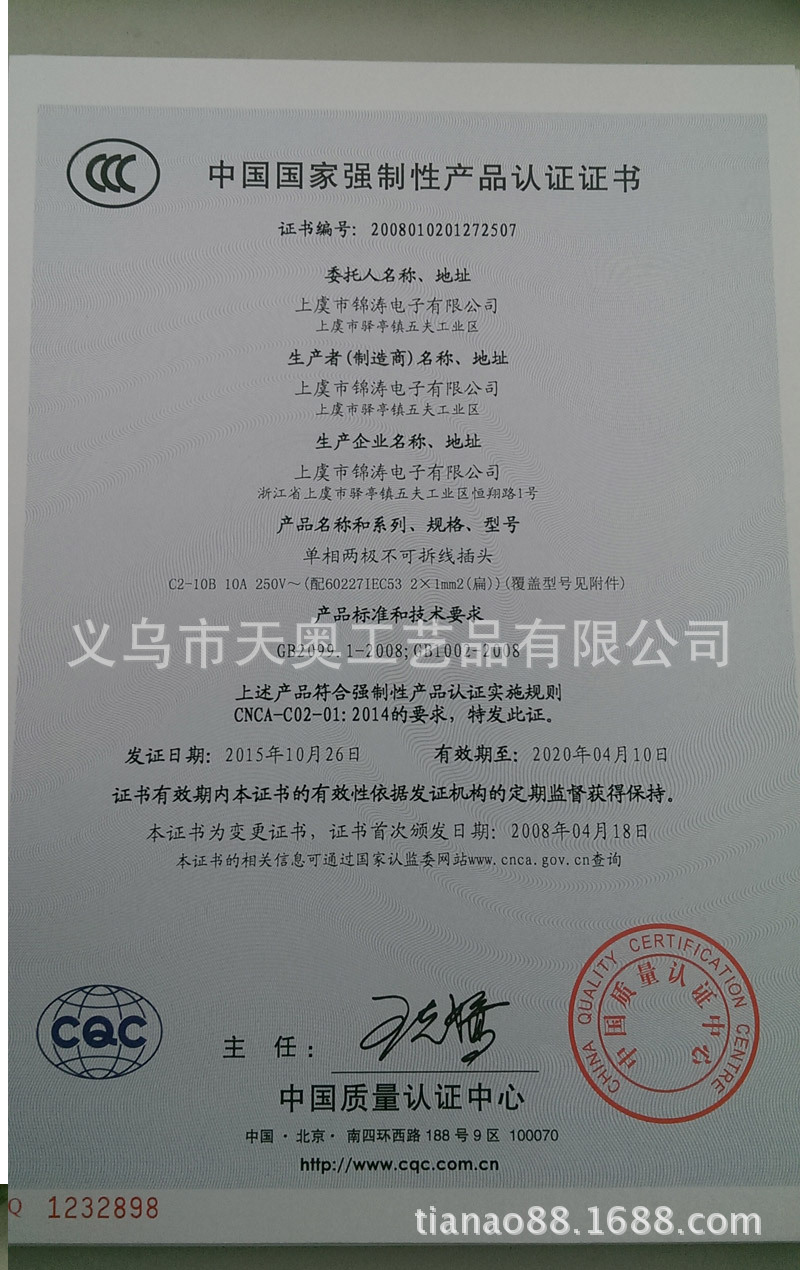 CCC
中国国家强制性产品认证证书
证书编号：2008010201272507
委托人名称、地址
上虞市锦涛电子有限公司
上虞市驿亭镇五夫工业区
生产者(制造商)名称、地址
上虞市锦涛电子有限公司
上虞市驿亭镇五夫工业区
生产企业名称、地址
上虞市锦涛电子有限公司
浙江省上虞市驿亭镇五夫工业区恒翔路1号
产品名称和系列、规格、型号
单相两极不可拆线插头
C2-10B 10A 250V～(配60227IEC53 2×1mm2(扁))(覆盖型号见附件)
产品标准和技术要求
义乌市天奥工艺品有限公司
GB2099.1-2008;GB1002-2008
上述产品符合强制性产品认证实施规则
CNCA-C02-01:2014的要求，特发此证。
发证日期：2015年10月26日 有效期至：2020年04月10日
证书有效期内本证书的有效性依据发证机构的定期监督获得保持。
本证书为变更证书，证书首次颁发日期：2008年04月18日
本证书的相关信息可通过国家认监委网站www.cnca.gov.cn查询
CHINA QUALITY CERTIFICATION CENTRE
中国质量认证中心
CQC
主 任：
中国质量认证中心
中国·北京·南四环西路188号9区 100070
http://www.cqc.com.cn
Q 1232898
tianao88.1688.com